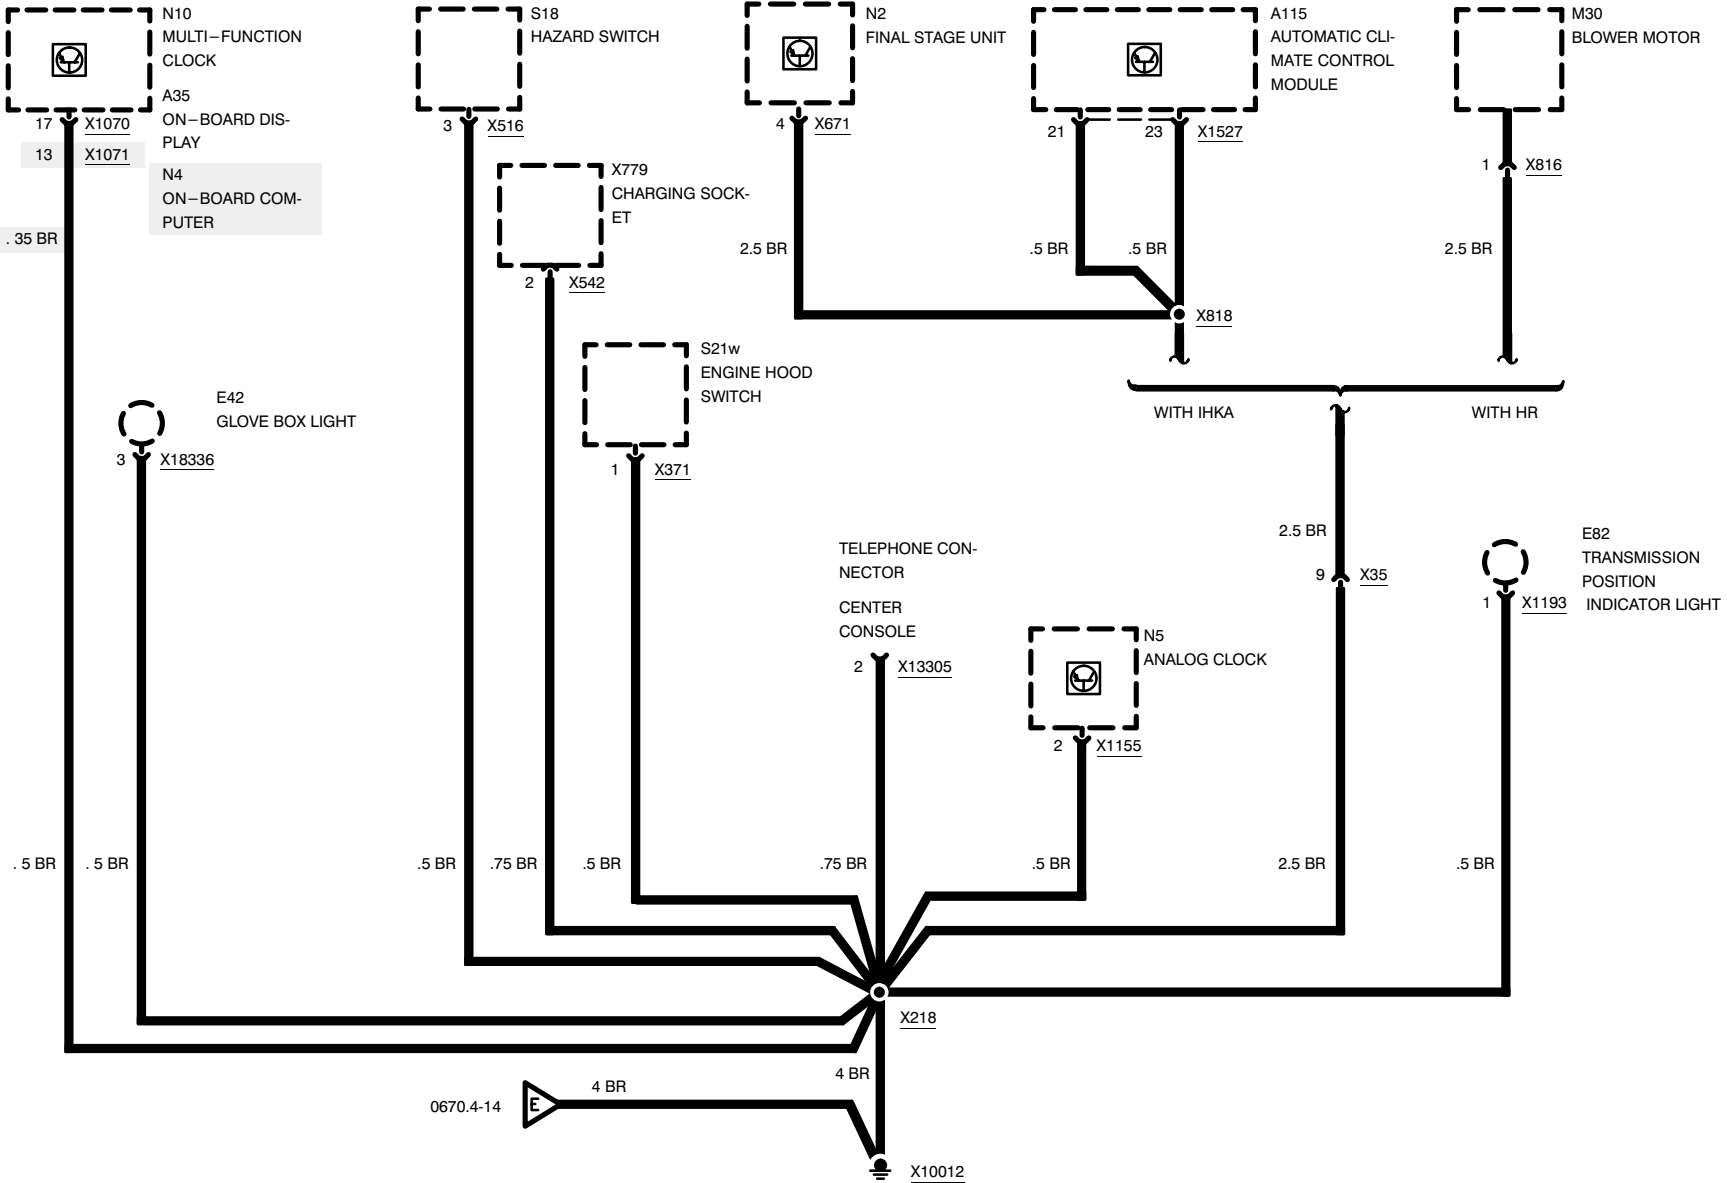 N10
MULTI–FUNCTION
CLOCK
A35
ON–BOARD DIS-
PLAY
N4
ON–BOARD COM-
PUTER
17 X1070
13 X1071
. 35 BR
S18
HAZARD SWITCH
3 X516
X779
CHARGING SOCK-
ET
2 X542
N2
FINAL STAGE UNIT
4 X671
2.5 BR
A115
AUTOMATIC CLI-
MATE CONTROL
MODULE
21 23 X1527
.5 BR .5 BR
X818
M30
BLOWER MOTOR
1 X816
2.5 BR
S21w
ENGINE HOOD
SWITCH
1 X371
E42
GLOVE BOX LIGHT
3 X18336
WITH IHKA WITH HR
2.5 BR
9 X35
E82
TRANSMISSION
POSITION
INDICATOR LIGHT
1 X1193
TELEPHONE CON-
NECTOR
CENTER
CONSOLE
2 X13305
N5
ANALOG CLOCK
2 X1155
. 5 BR . 5 BR .5 BR .75 BR .5 BR .75 BR .5 BR 2.5 BR .5 BR
X218
4 BR
4 BR
0670.4-14 E
X10012